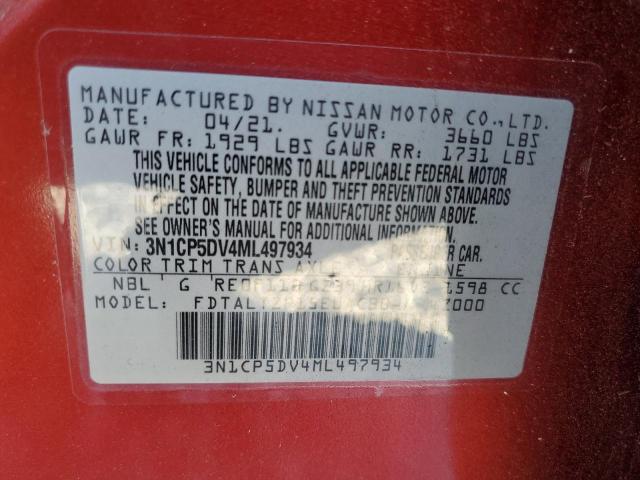 MANUFACTURED BY NISSAN MOTOR CO.,LTD.
DATE: 04/21. GVWR: 3660 LBS
GAWR FR: 1929 LBS GAWR RR: 1731 LBS
THIS VEHICLE CONFORMS TO ALL APPLICABLE FEDERAL MOTOR
VEHICLE SAFETY, BUMPER AND THEFT PREVENTION STANDARDS
IN EFFECT ON THE DATE OF MANUFACTURE SHOWN ABOVE.
SEE OWNER'S MANUAL FOR ADDITIONAL INFORMATION.
VIN: 3N1CP5DV4ML497934 CAR.
COLOR TRIM TRANS
NBL G 1598 CC
MODEL:
3N1CP5DV4ML497934